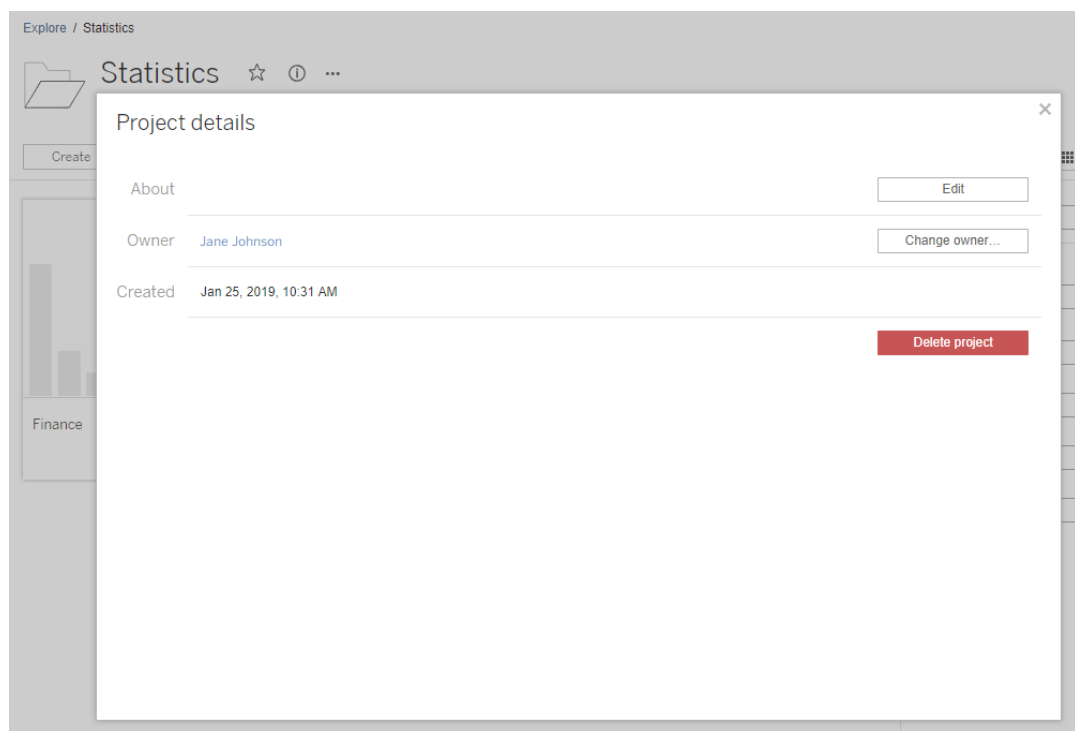 Explore / Statistics
Statistics
Project details
Create
About
Edit
Owner Jane Johnson
Change owner...
Created Jan 25, 2019, 10:31 AM
Delete project
Finance